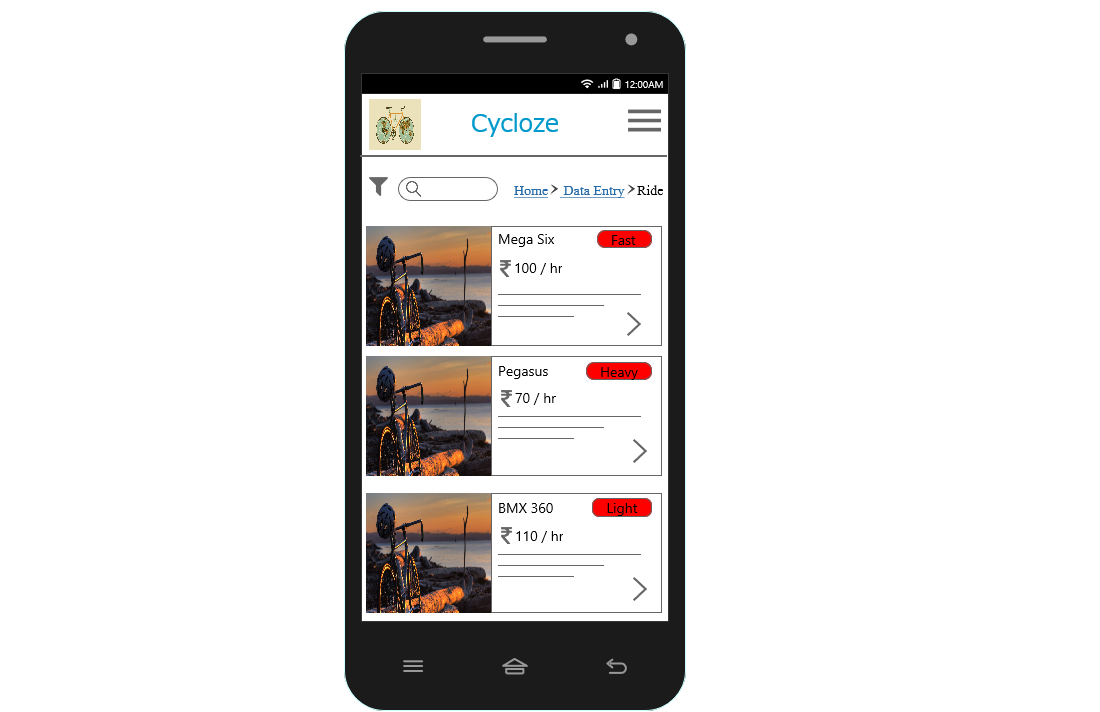 12:00AM
Cycloze
Home > Data Entry > Ride
Mega Six Fast
₹ 100 / hr
Pegasus Heavy
₹ 70 / hr
BMX 360 Light
₹ 110 / hr